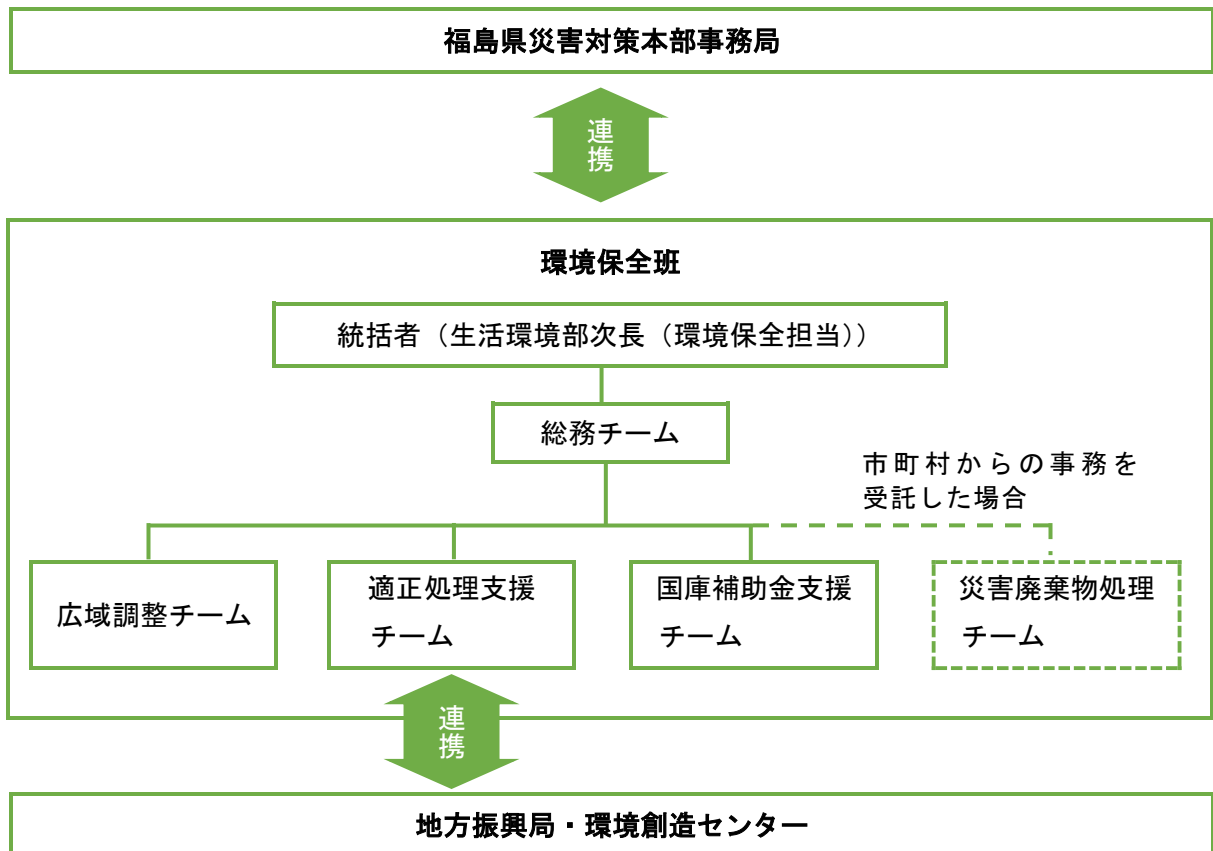 福島県災害対策本部事務局
連携
環境保全班
統括者（生活環境部次長（環境保全担当））
総務チーム
市町村からの事務を
受託した場合
広域調整チーム
適正処理支援
チーム
国庫補助金支援
チーム
災害廃棄物処理
チーム
連携
地方振興局・環境創造センター